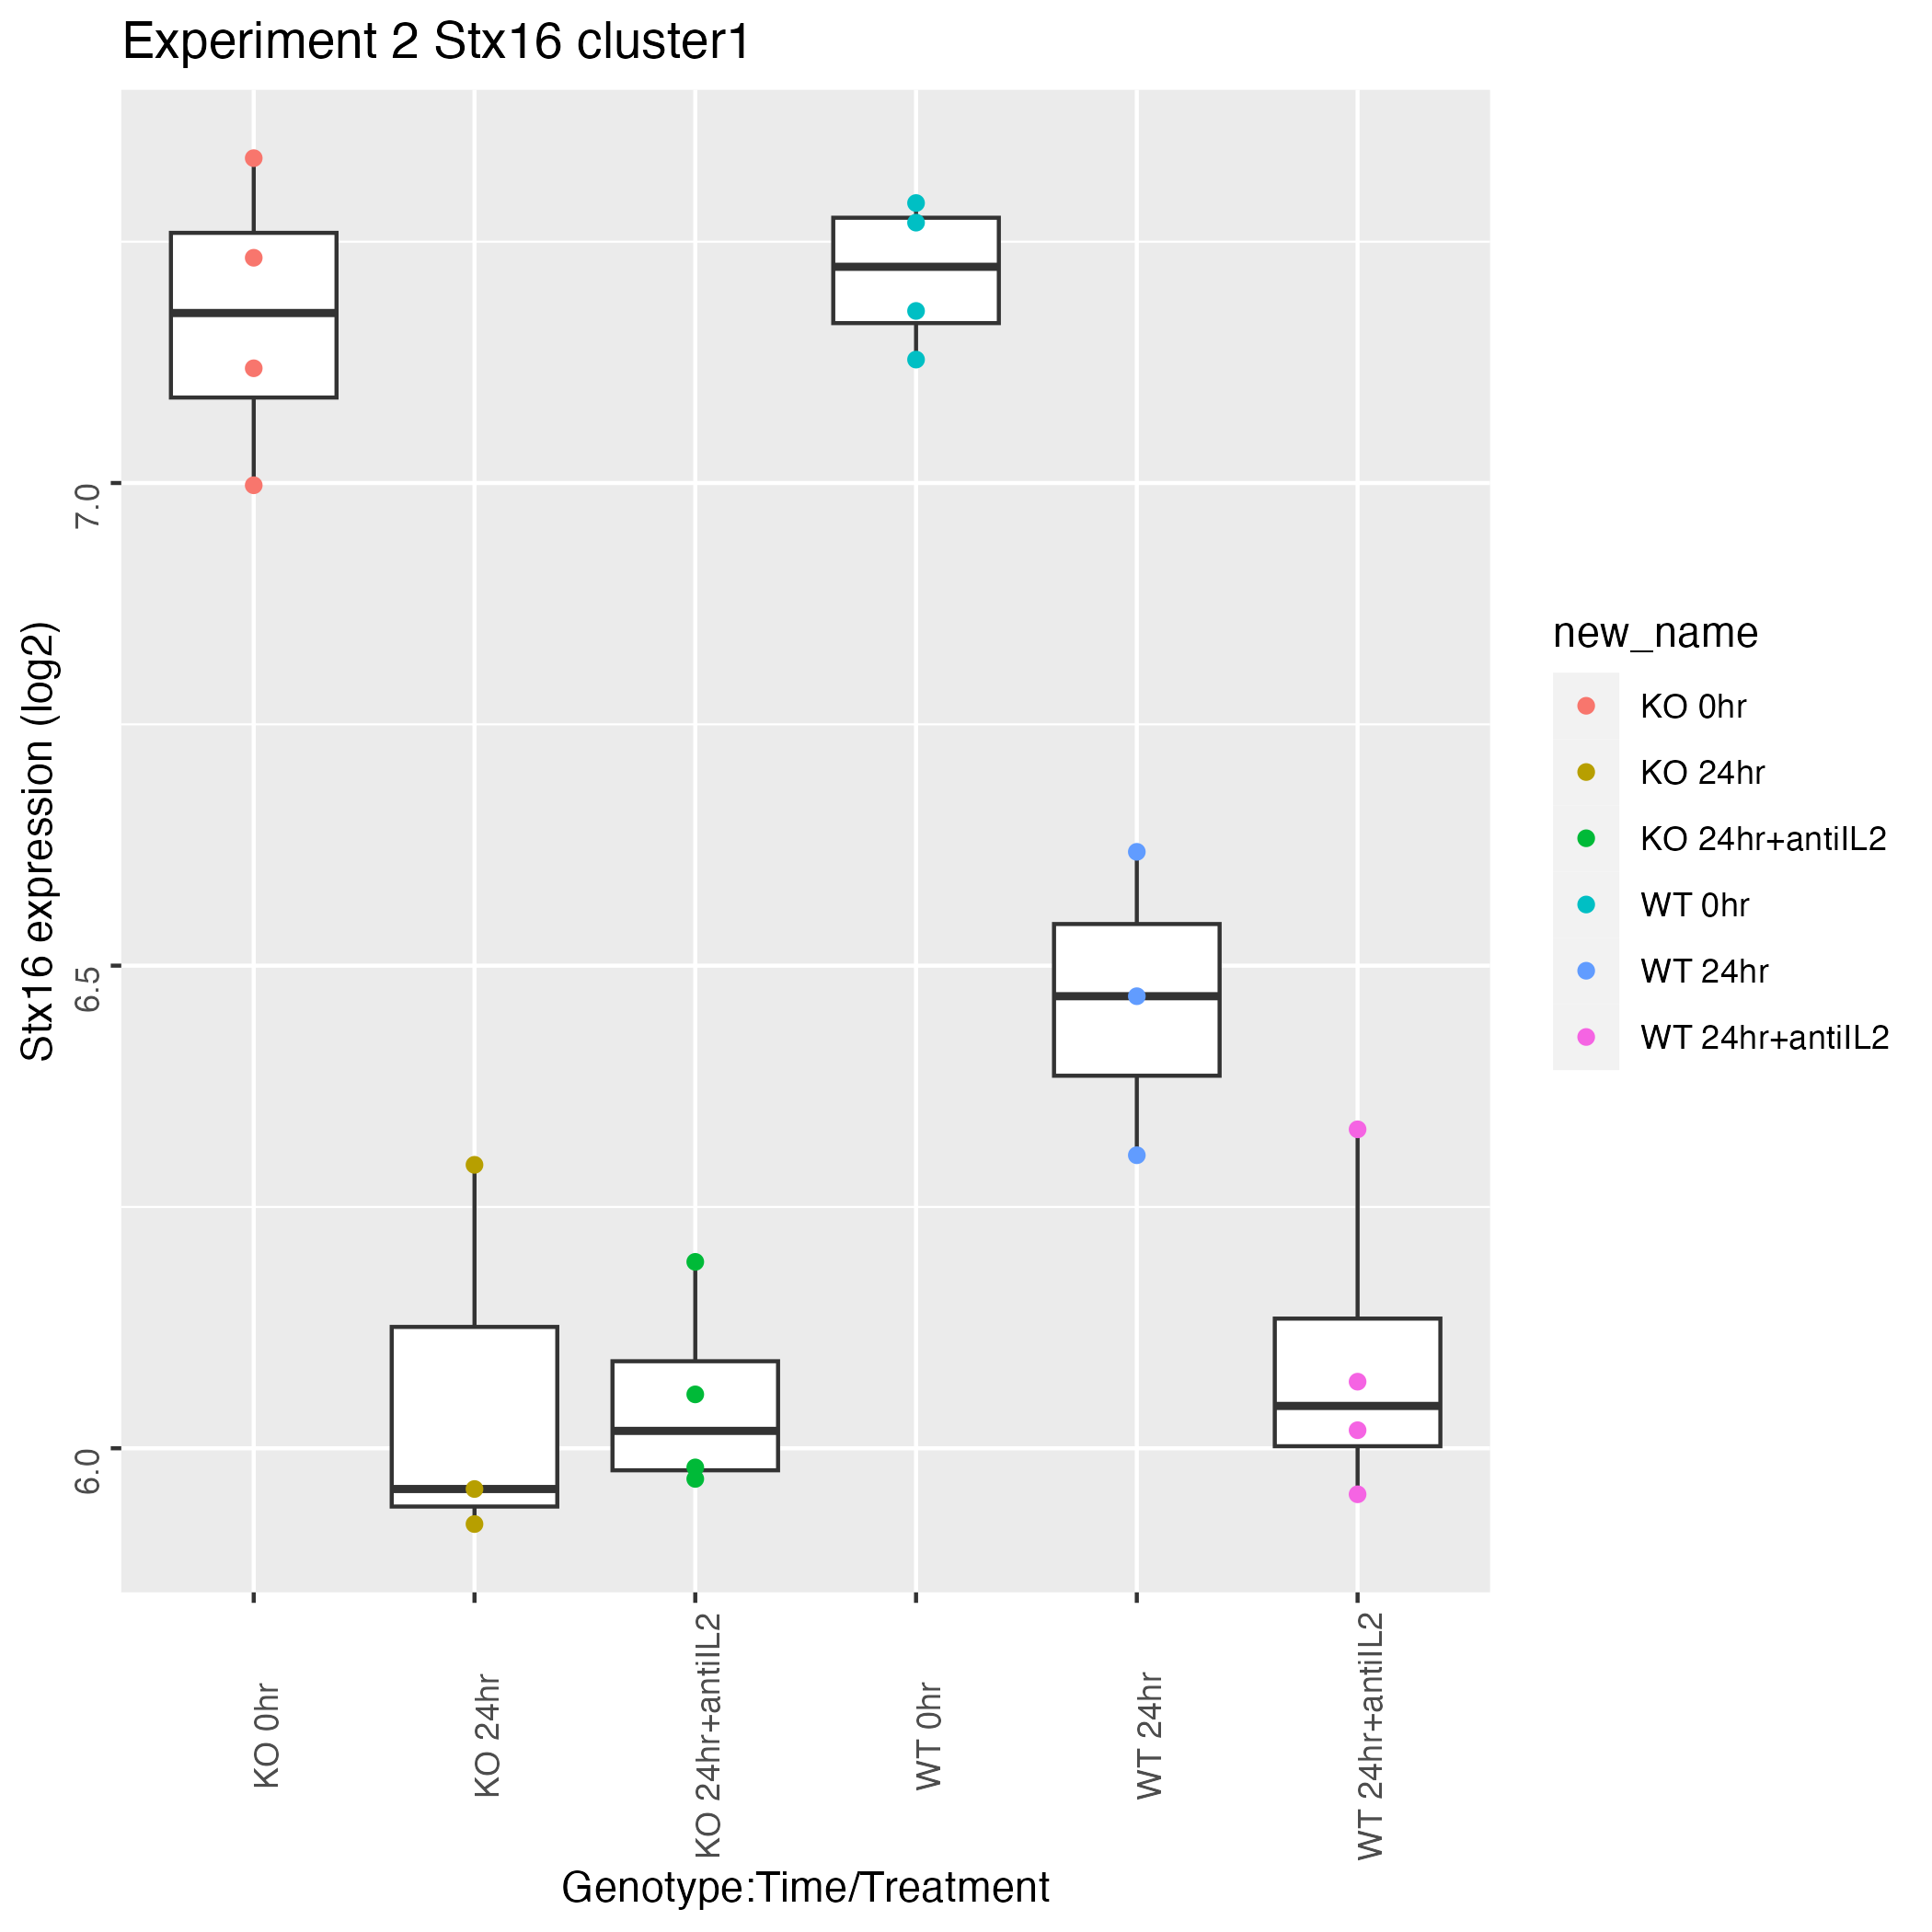 Experiment 2 Stx16 cluster1
Stx16 expression (log2)
7.0
6.5
6.0
KO 0hr
KO 24hr
KO 24hr+antiIL2
WT 0hr
WT 24hr
WT 24hr+antiIL2
Genotype:Time/Treatment
new_name
KO 0hr
KO 24hr
KO 24hr+antiIL2
WT 0hr
WT 24hr
WT 24hr+antiIL2